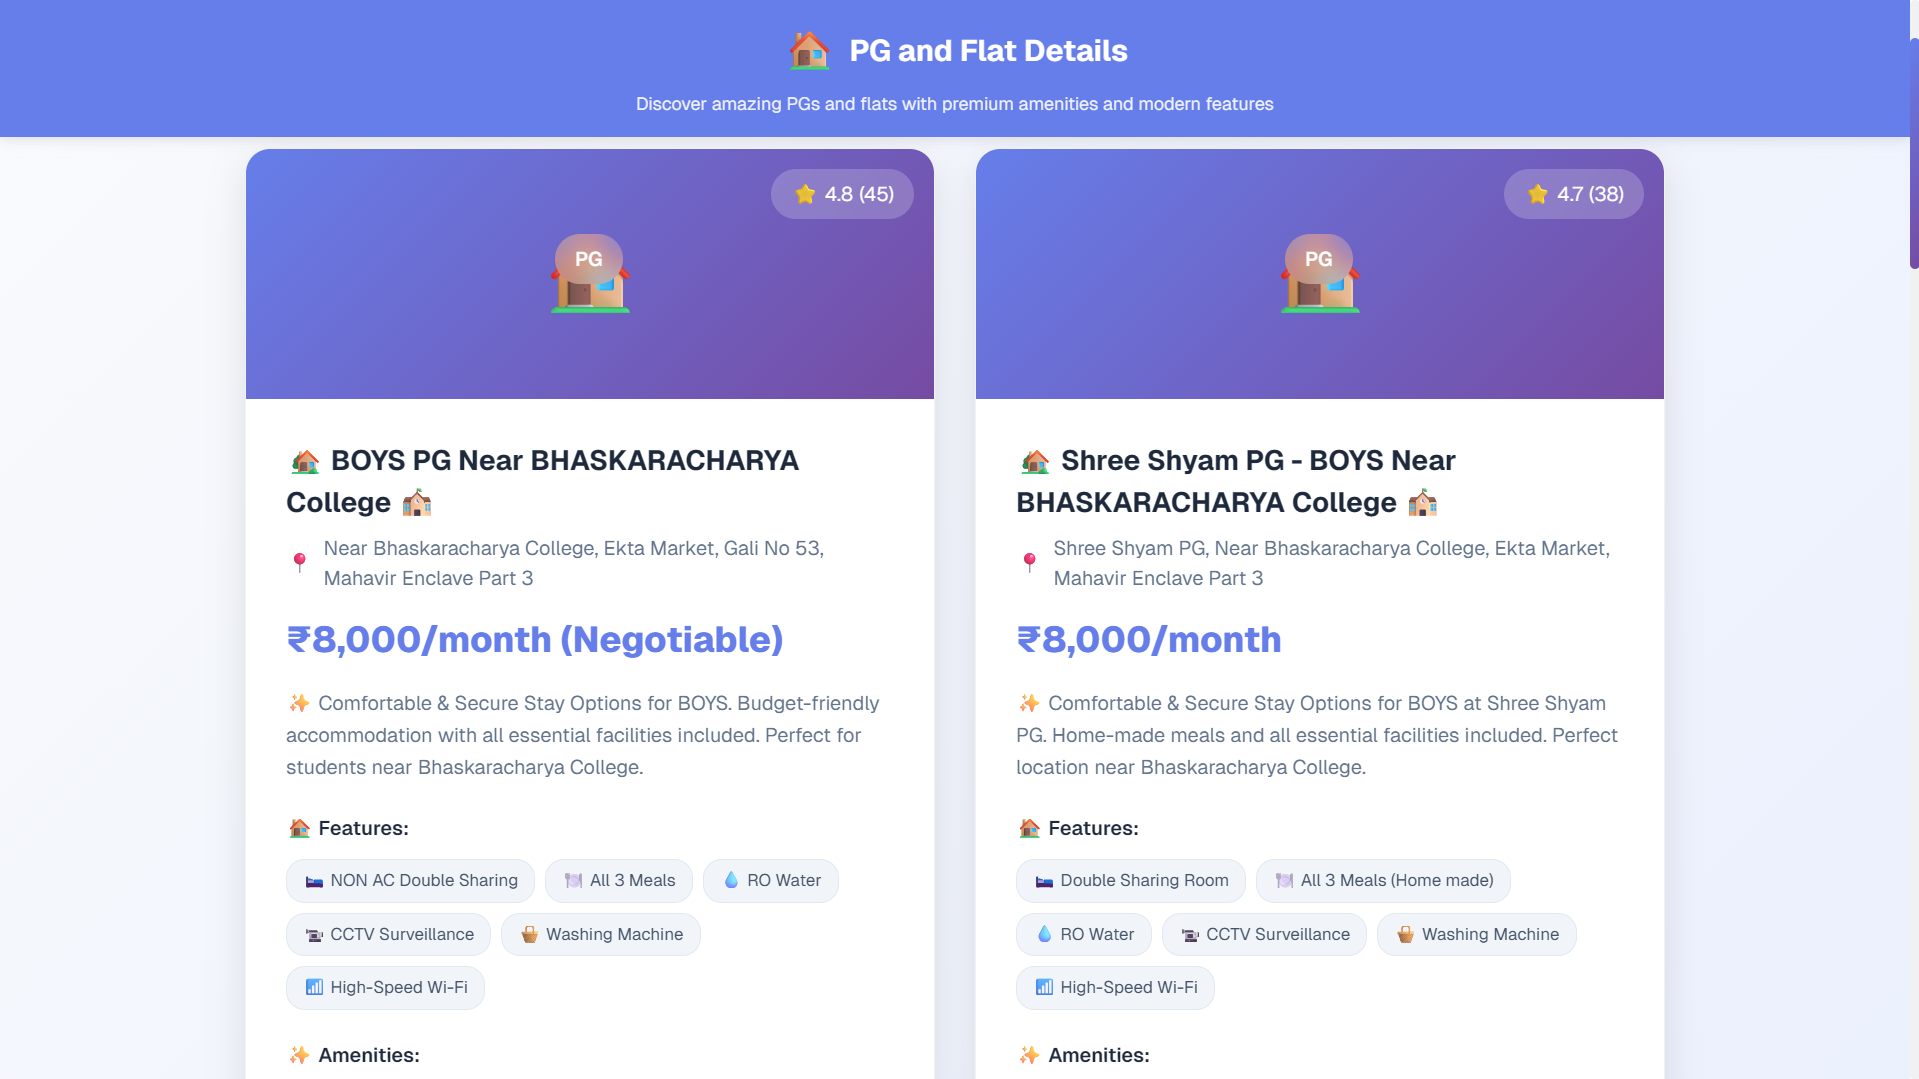 PG and Flat Details
Discover amazing PGs and flats with premium amenities and modern features
4.8 (45)
PG
BOYS PG Near BHASKARACHARYA
College
Near Bhaskaracharya College, Ekta Market, Gali No 53,
Mahavir Enclave Part 3
₹8,000/month (Negotiable)
Comfortable & Secure Stay Options for BOYS. Budget-friendly
accommodation with all essential facilities included. Perfect for
students near Bhaskaracharya College.
Features:
NON AC Double Sharing
All 3 Meals
RO Water
CCTV Surveillance
Washing Machine
High-Speed Wi-Fi
Amenities:
4.7 (38)
PG
Shree Shyam PG - BOYS Near
BHASKARACHARYA College
Shree Shyam PG, Near Bhaskaracharya College, Ekta Market,
Mahavir Enclave Part 3
₹8,000/month
Comfortable & Secure Stay Options for BOYS at Shree Shyam
PG. Home-made meals and all essential facilities included. Perfect
location near Bhaskaracharya College.
Features:
Double Sharing Room
All 3 Meals (Home made)
RO Water
CCTV Surveillance
Washing Machine
High-Speed Wi-Fi
Amenities: